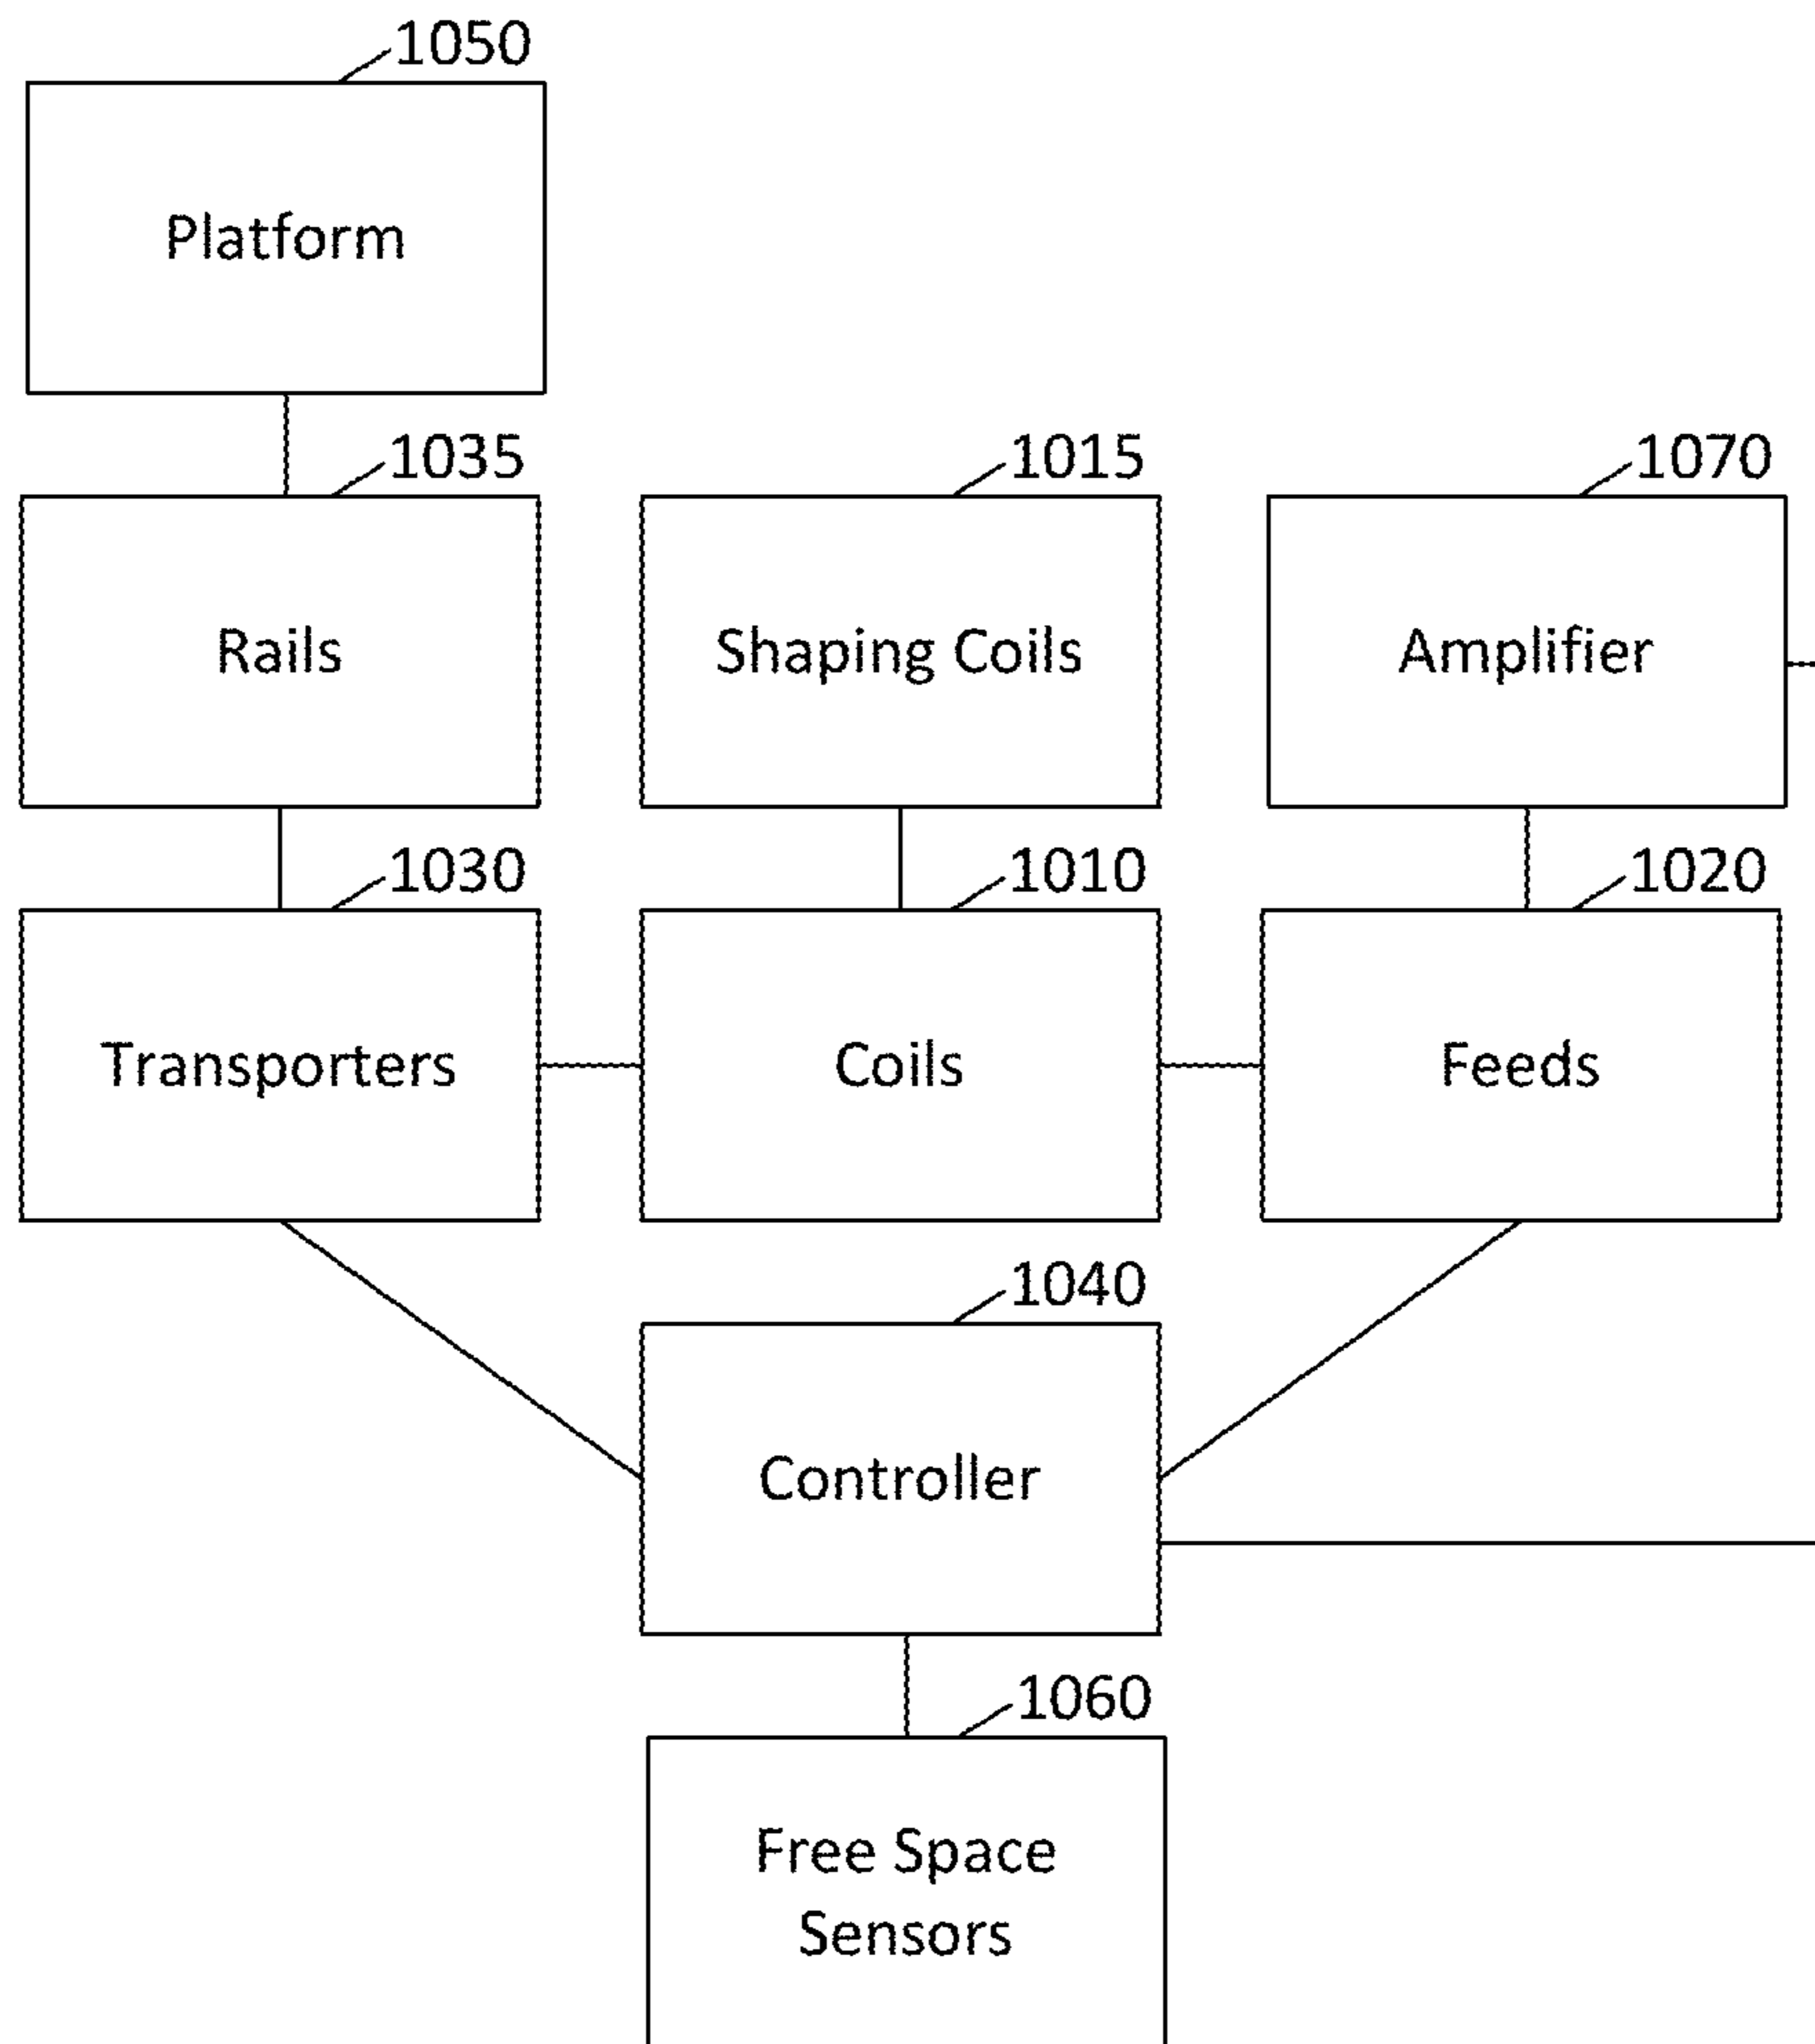 1050
Platform
1035
1015
1070
Rails
Shaping Coils
Amplifier
1030
1010
1020
Transporters
Coils
Feeds
1040
Controller
1060
Free Space
Sensors